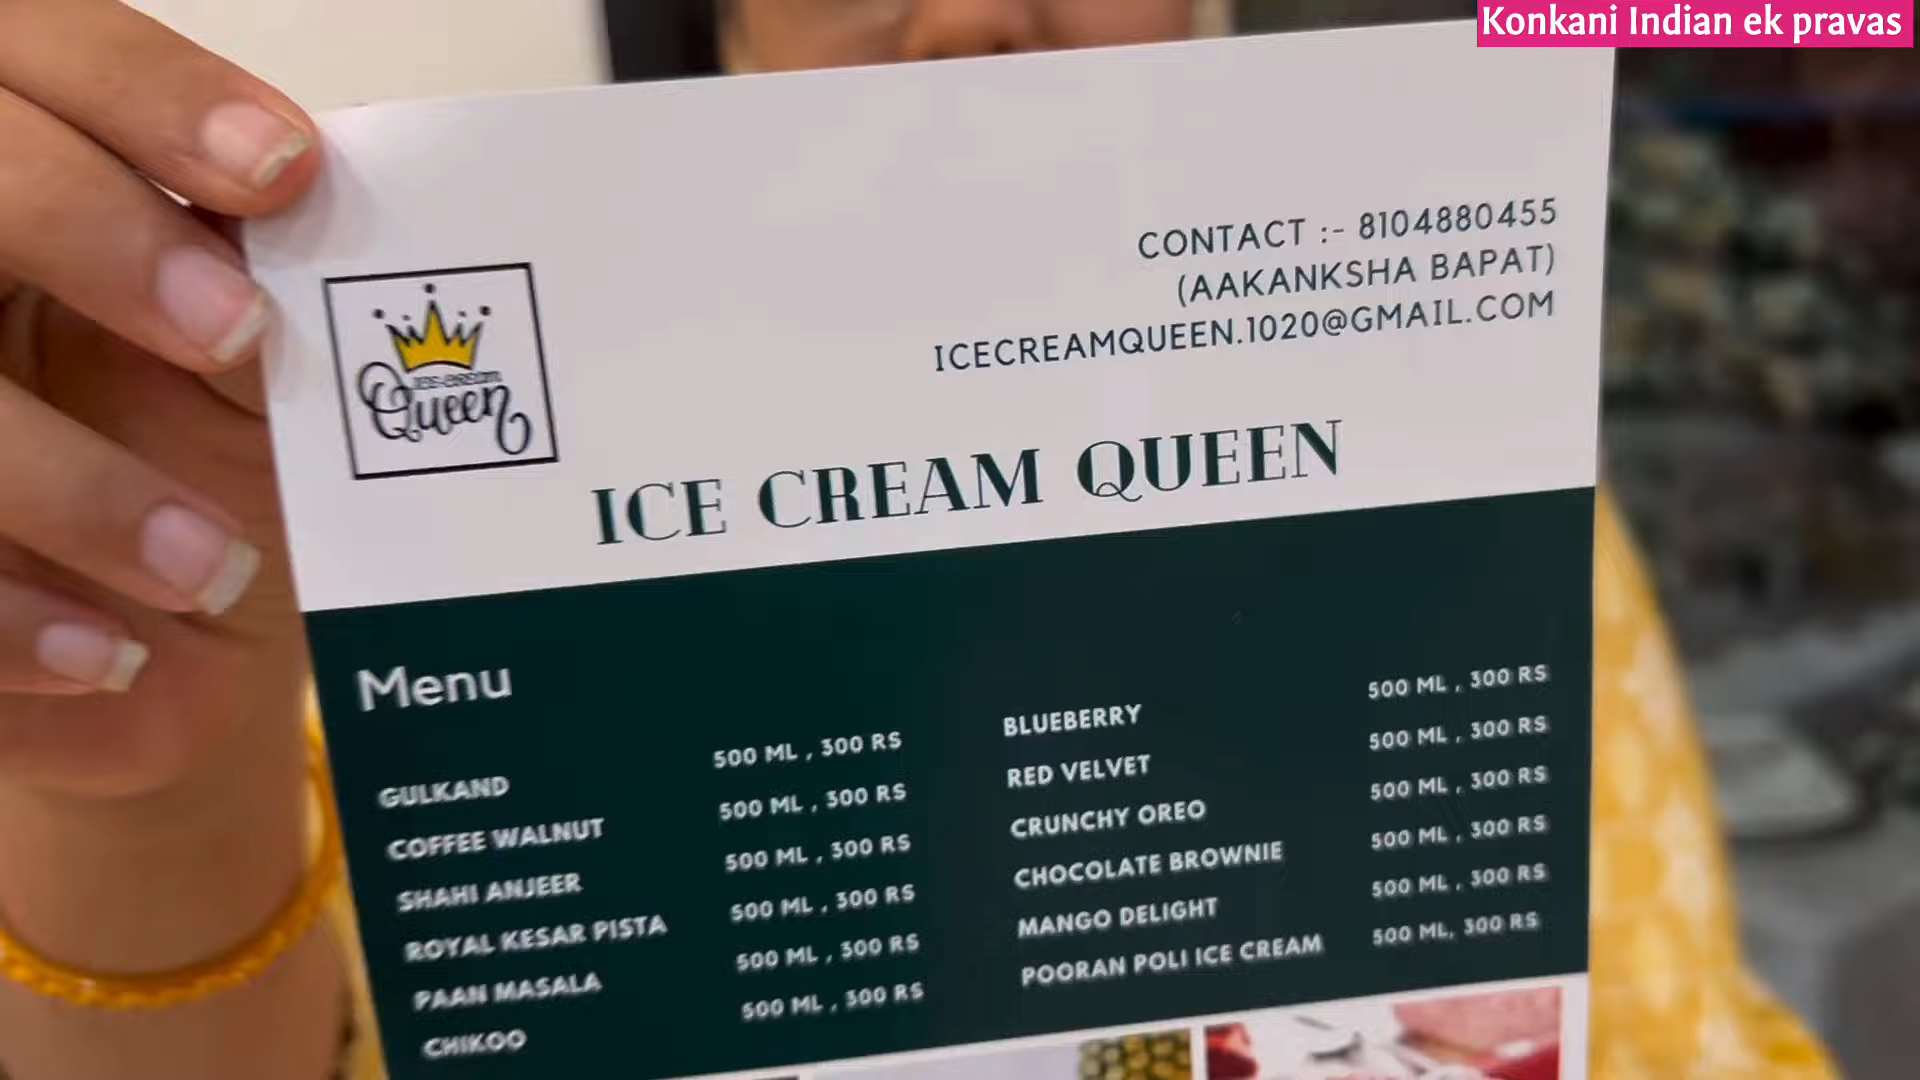 Konkani Indian ek pravas
CONTACT :- 8104880455
(AAKANKSHA BAPAT)
ICECREAMQUEEN.1020@GMAIL.COM
ICE CREAM
Queen
ICE CREAM QUEEN
Menu
GULKAND 500 ML , 300 RS
COFFEE WALNUT 500 ML , 300 RS
SHAHI ANJEER 500 ML , 300 RS
ROYAL KESAR PISTA 500 ML , 300 RS
PAAN MASALA 500 ML , 300 RS
CHIKOO 500 ML , 300 RS
BLUEBERRY 500 ML , 300 RS
RED VELVET 500 ML , 300 RS
CRUNCHY OREO 500 ML , 300 RS
CHOCOLATE BROWNIE 500 ML , 300 RS
MANGO DELIGHT 500 ML , 300 RS
POORAN POLI ICE CREAM 500 ML, 300 RS